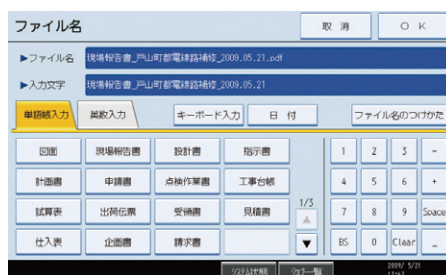 ファイル名
取 消
O K
▶ファイル名 現場報告書_戸山町都電線路補修_2009.05.21.pdf
▶入力文字 現場報告書_戸山町都電線路補修_2009.05.21
単語帳入力 英数入力 キーボード入力 日 付 ファイル名のつけかた
図面 現場報告書 設計書 指示書 1 2 3 -
計画書 申請書 点検作業書 工事台帳 4 5 6 +
試算表 出荷伝票 受領書 見積書 1/3 ▲ 7 8 9 Space
仕入表 企画書 請求書 ▼ BS 0 Clear _
システム状態 ジョブ一覧 2009/ 5/21